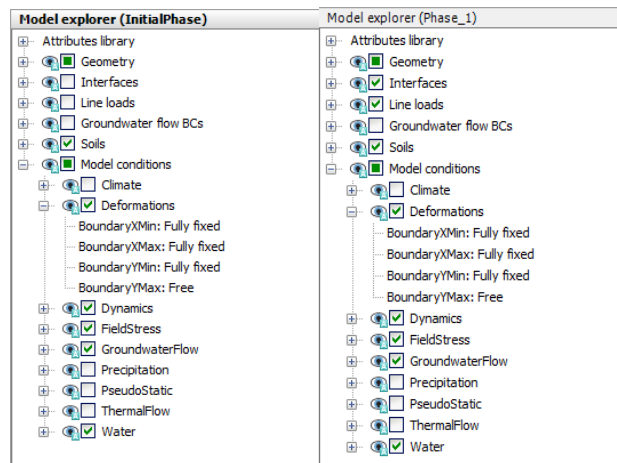 Model explorer (InitialPhase)
Attributes library
Geometry
Interfaces
Line loads
Groundwater flow BCs
Soils
Model conditions
Climate
Deformations
BoundaryXMin: Fully fixed
BoundaryXMax: Fully fixed
BoundaryYMin: Fully fixed
BoundaryYMax: Free
Dynamics
FieldStress
GroundwaterFlow
Precipitation
PseudoStatic
ThermalFlow
Water
Model explorer (Phase_1)
Attributes library
Geometry
Interfaces
Line loads
Groundwater flow BCs
Soils
Model conditions
Climate
Deformations
BoundaryXMin: Fully fixed
BoundaryXMax: Fully fixed
BoundaryYMin: Fully fixed
BoundaryYMax: Free
Dynamics
FieldStress
GroundwaterFlow
Precipitation
PseudoStatic
ThermalFlow
Water